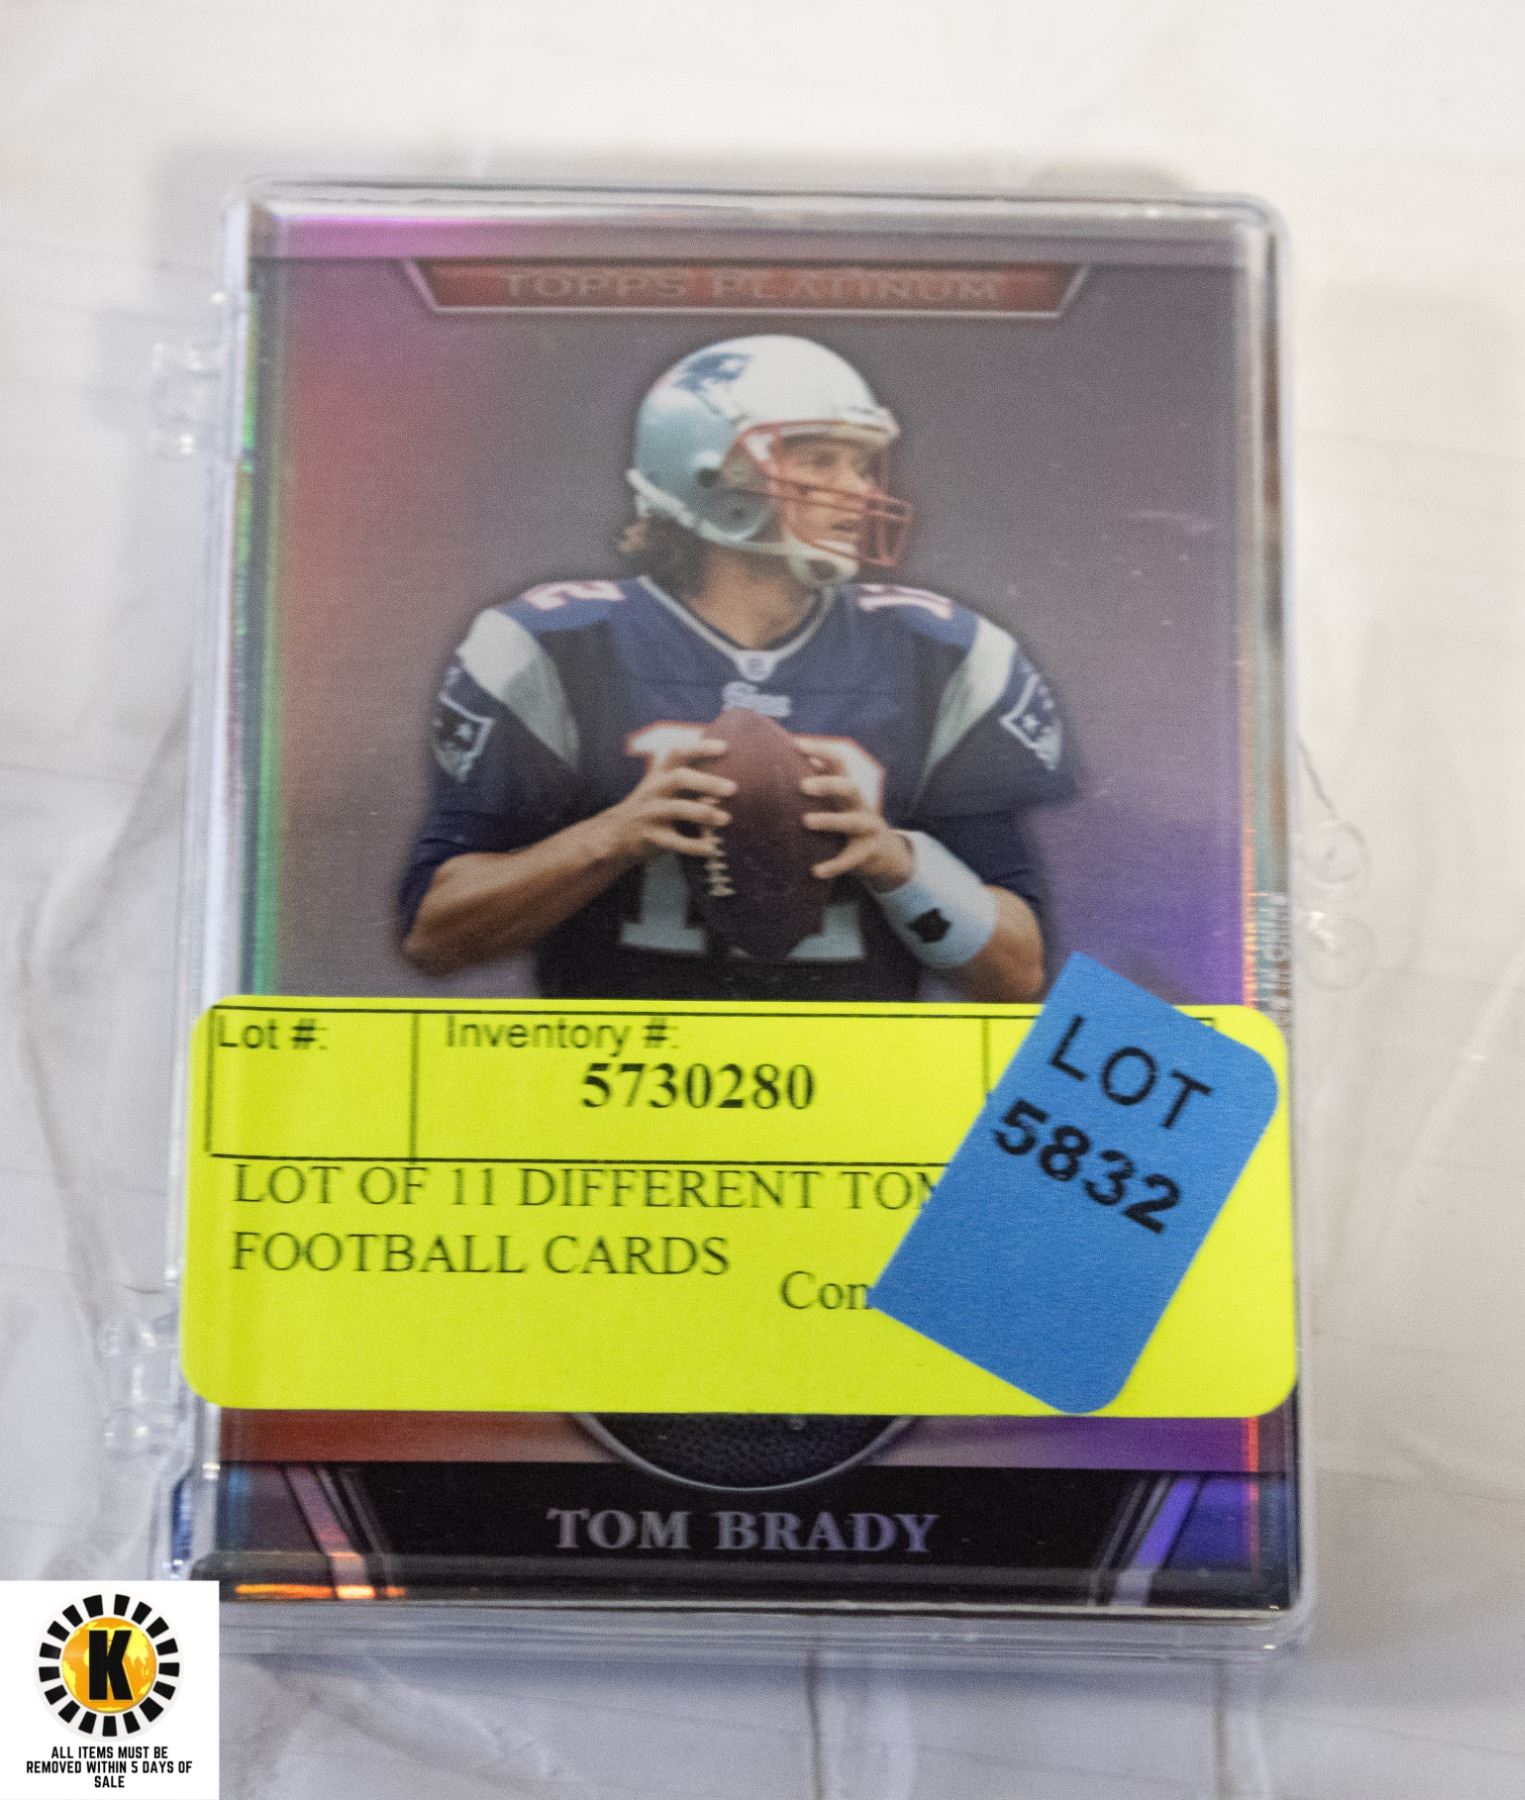 TOPPS PLATINUM
12
Lot #:
Inventory #:
5730280
LOT OF 11 DIFFERENT TOM
FOOTBALL CARDS
Con
LOT
5832
TOM BRADY
K
ALL ITEMS MUST BE
REMOVED WITHIN 5 DAYS OF
SALE